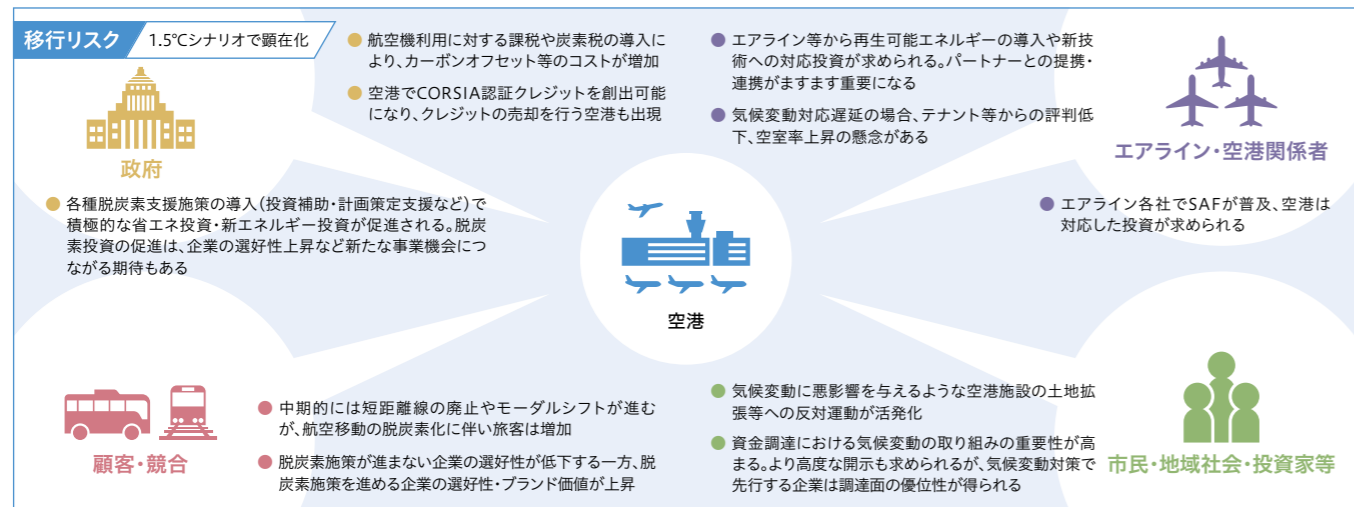 移行リスク
1.5℃シナリオで顕在化
政府
● 航空機利用に対する課税や炭素税の導入に
より、カーボンオフセット等のコストが増加
● 空港でCORSIA認証クレジットを創出可能
になり、クレジットの売却を行う空港も出現
● 各種脱炭素支援施策の導入（投資補助・計画策定支援など）で
積極的な省エネ投資・新エネルギー投資が促進される。脱炭
素投資の促進は、企業の選好性上昇など新たな事業機会につ
ながる期待もある
● エアライン等から再生可能エネルギーの導入や新技
術への対応投資が求められる。パートナーとの提携・
連携がますます重要になる
● 気候変動対応遅延の場合、テナント等からの評判低
下、空室率上昇の懸念がある
エアライン・空港関係者
● エアライン各社でSAFが普及、空港は
対応した投資が求められる
空港
顧客・競合
● 中期的には短距離線の廃止やモーダルシフトが進む
が、航空移動の脱炭素化に伴い旅客は増加
● 脱炭素施策が進まない企業の選好性が低下する一方、脱
炭素施策を進める企業の選好性・ブランド価値が上昇
● 気候変動に悪影響を与えるような空港施設の土地拡
張等への反対運動が活発化
● 資金調達における気候変動の取り組みの重要性が高
まる。より高度な開示も求められるが、気候変動対策で
先行する企業は調達面の優位性が得られる
市民・地域社会・投資家等